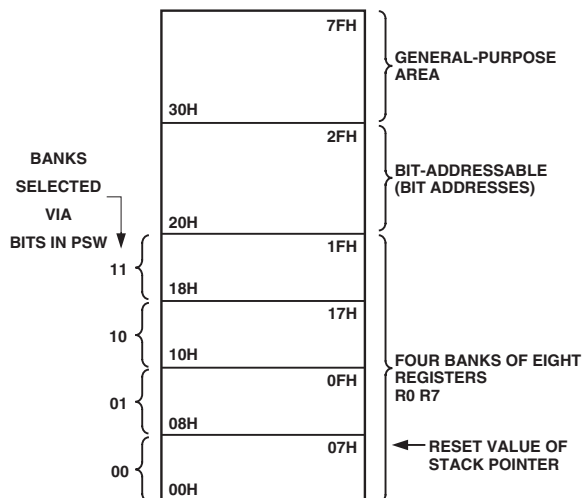 7FH
GENERAL-PURPOSE
AREA
30H
2FH
BANKS
SELECTED
VIA
BITS IN PSW
BIT-ADDRESSABLE
(BIT ADDRESSES)
20H
1FH
11
18H
17H
10
10H
FOUR BANKS OF EIGHT
REGISTERS
R0 R7
0FH
01
08H
07H
RESET VALUE OF
STACK POINTER
00
00H